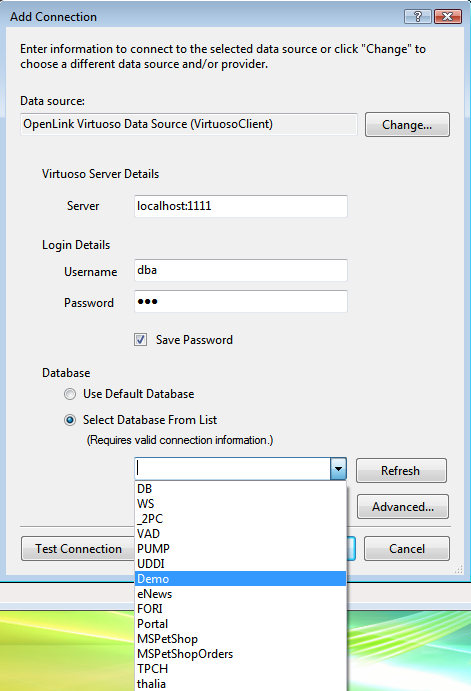 Add Connection
Enter information to connect to the selected data source or click "Change" to
choose a different data source and/or provider.
Data source:
OpenLink Virtuoso Data Source (VirtuosoClient)
Change...
Virtuoso Server Details
Server
localhost:1111
Login Details
Username
dba
Password
●●●
Save Password
Database
Use Default Database
Select Database From List
(Requires valid connection information.)
Refresh
DB
WS
_2PC
VAD
PUMP
UDDI
Demo
eNews
FORI
Portal
MSPetShop
MSPetShopOrders
TPCH
thalia
Advanced...
Test Connection
Cancel